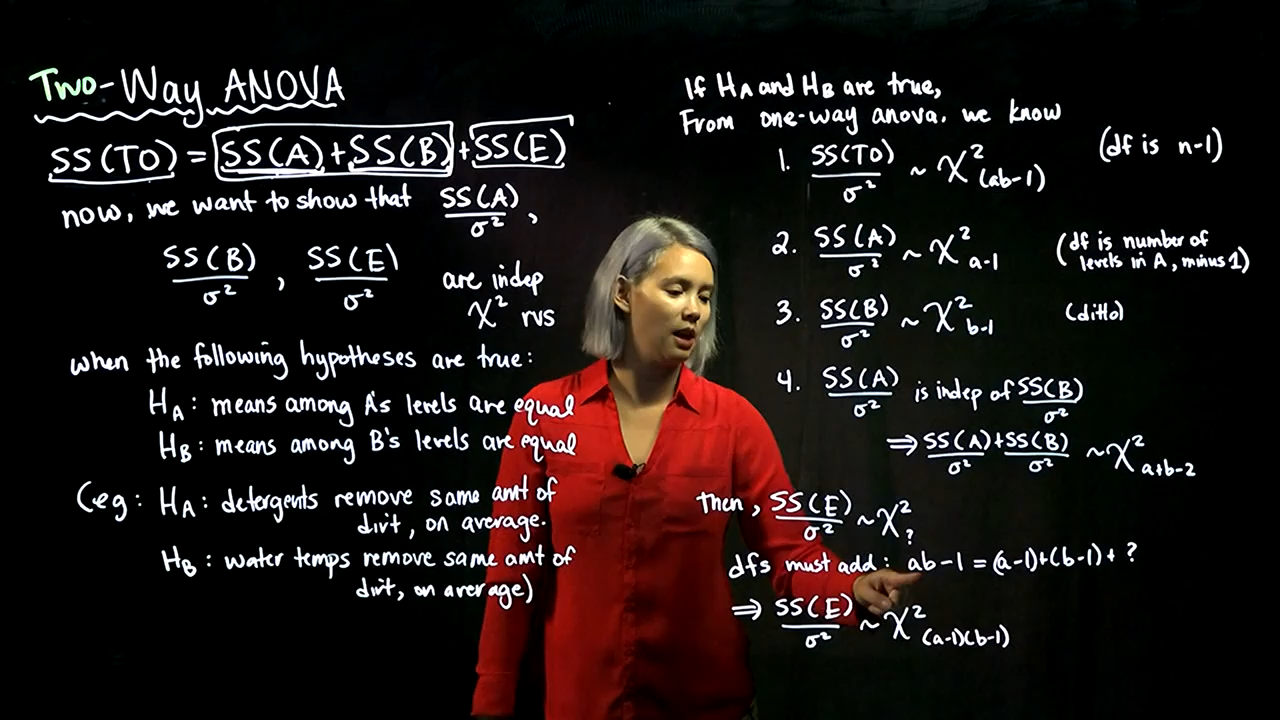 Two-Way ANOVA
SS(TO) = SS(A) + SS(B) + SS(E)
now, we want to show that SS(A)/σ²,
SS(B)/σ², SS(E)/σ² are indep
χ² rvs
when the following hypotheses are true:
H_A: means among A's levels are equal
H_B: means among B's levels are equal
(eg: H_A: detergents remove same amt of
dirt, on average.
H_B: water temps remove same amt of
dirt, on average)
If H_A and H_B are true,
From one-way anova. we know
1. SS(TO)/σ² ~ χ²_(ab-1) (df is n-1)
2. SS(A)/σ² ~ χ²_a-1 (df is number of
levels in A, minus 1)
3. SS(B)/σ² ~ χ²_b-1 (ditto)
4. SS(A)/σ² is indep of SS(B)/σ²
⇒ SS(A)/σ² + SS(B)/σ² ~ χ²_a+b-2
then, SS(E)/σ² ~ χ²_?
dfs must add: ab-1 = (a-1)+(b-1)+ ?
⇒ SS(E)/σ² ~ χ²_(a-1)(b-1)